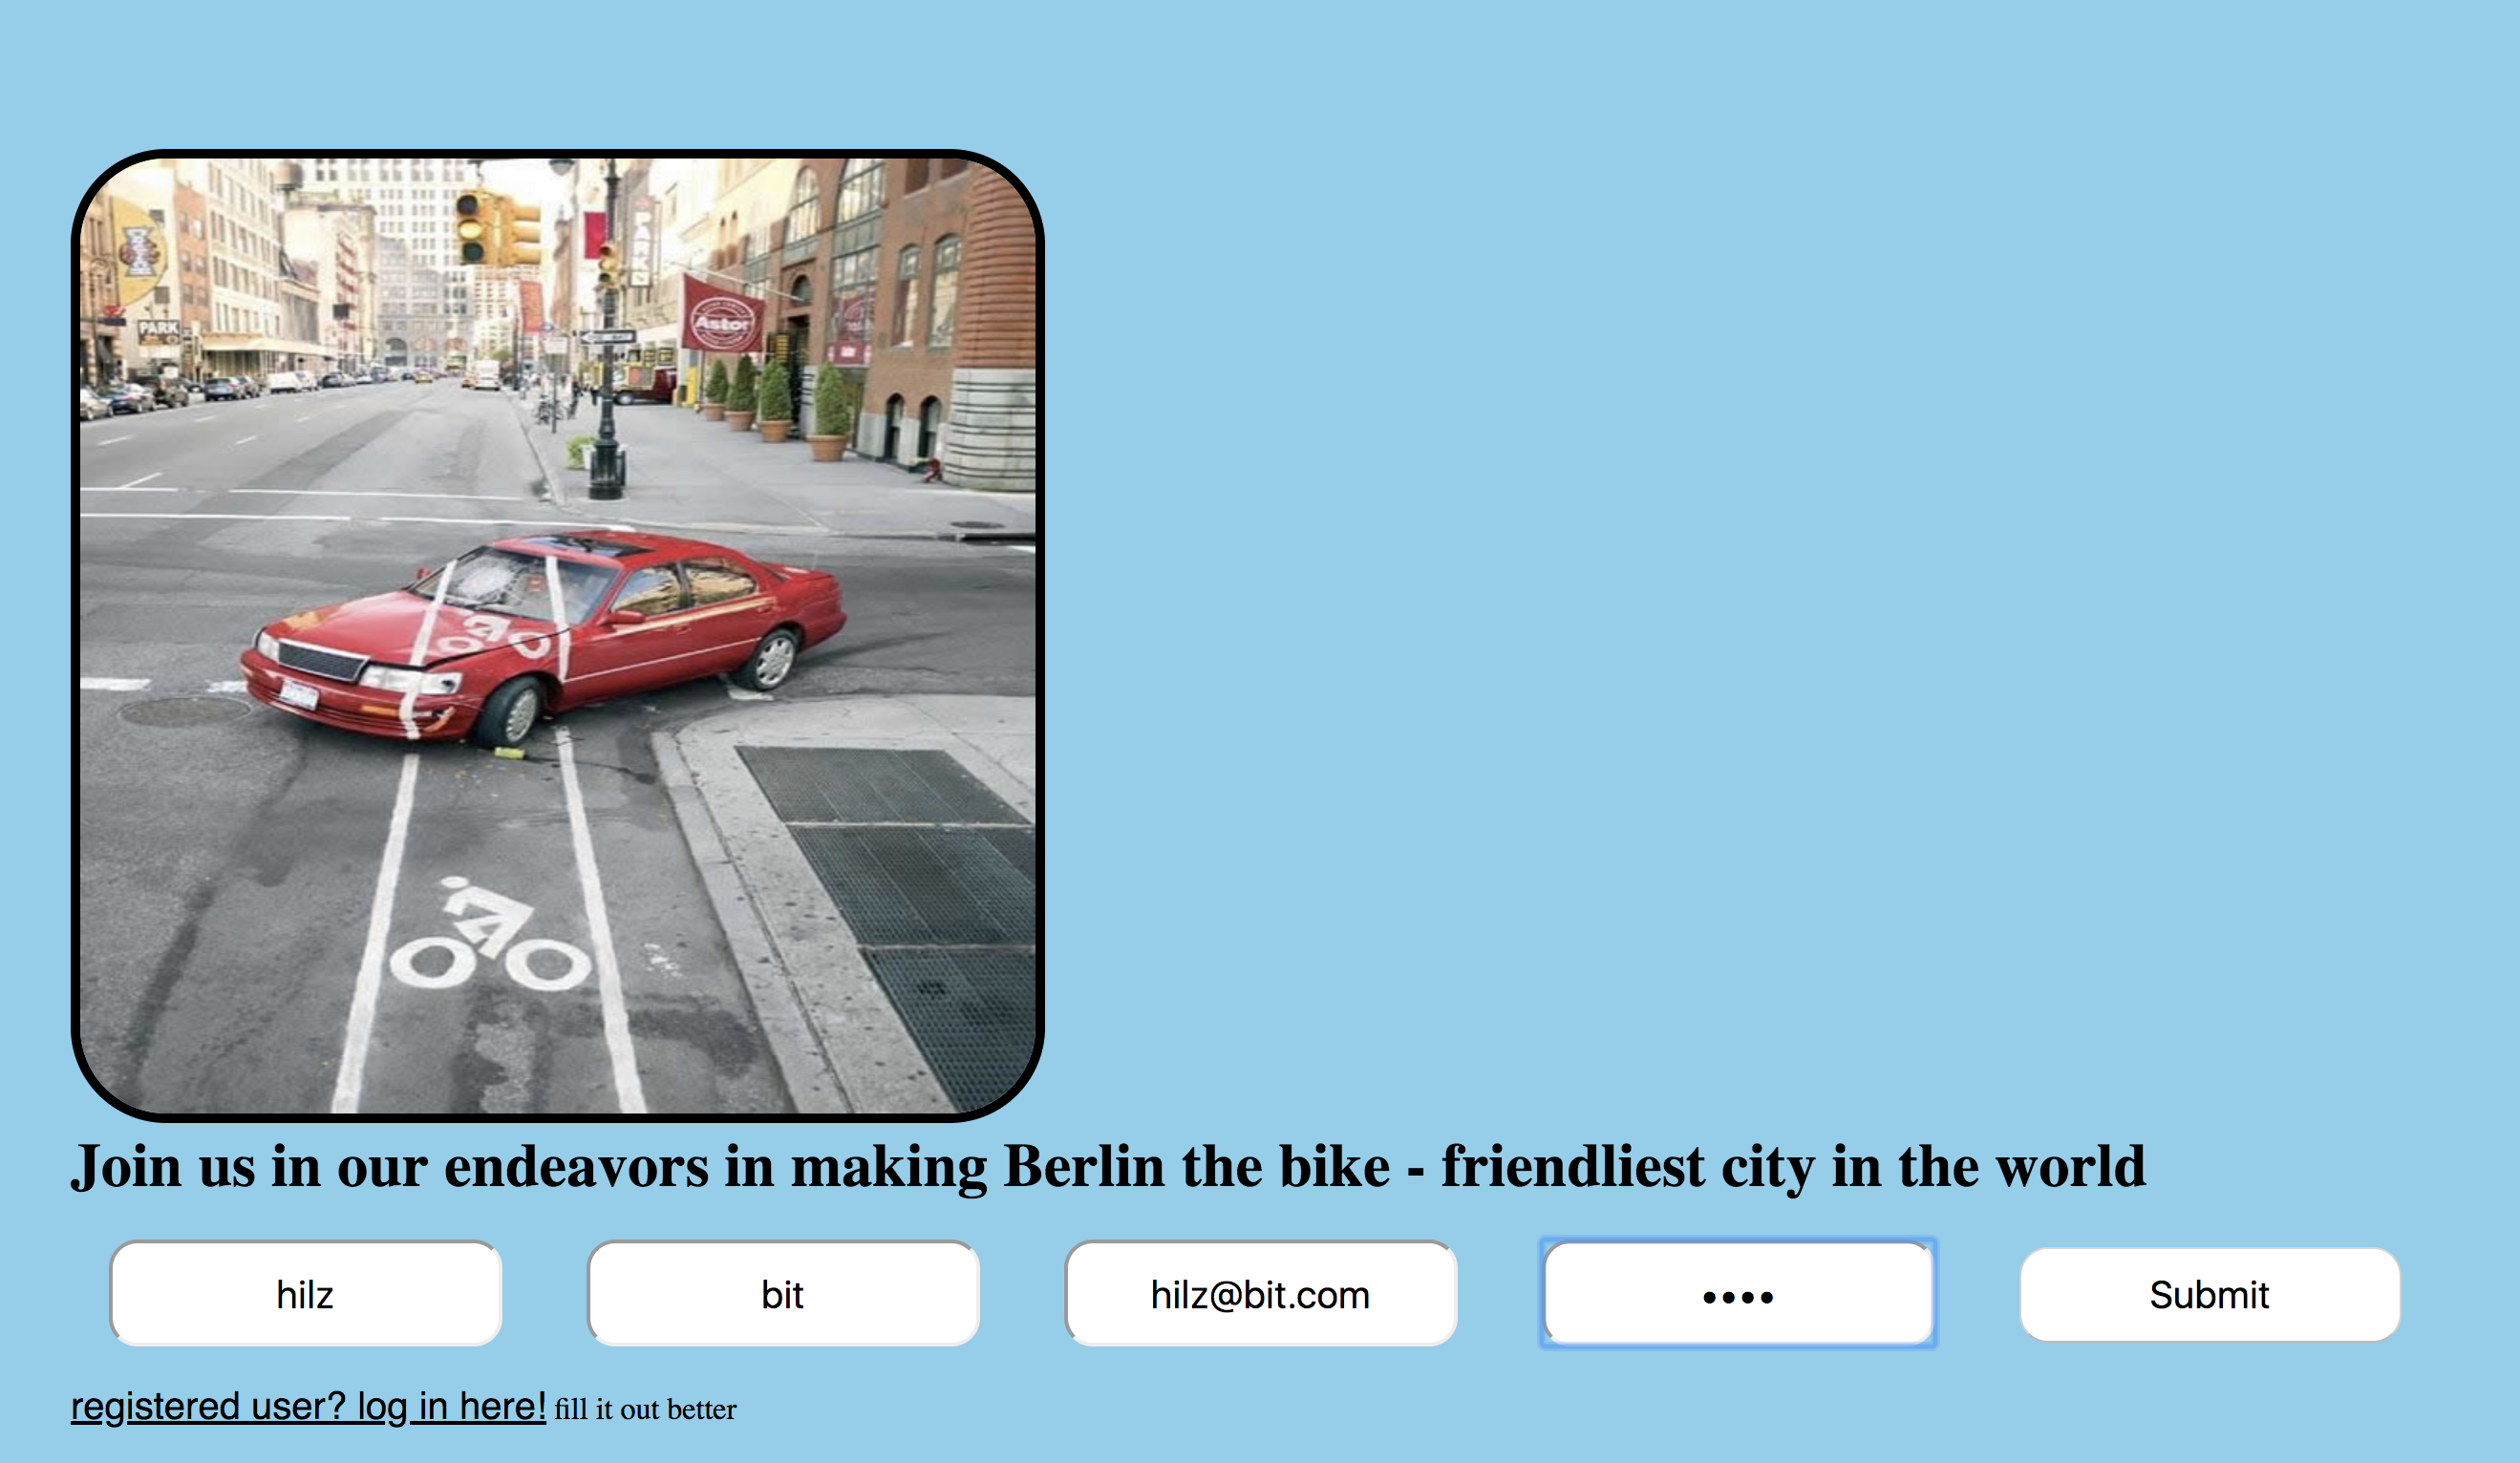 PARK
Astor
Join us in our endeavors in making Berlin the bike - friendliest city in the world
hilz
bit
hilz@bit.com
••••
Submit
registered user? log in here! fill it out better